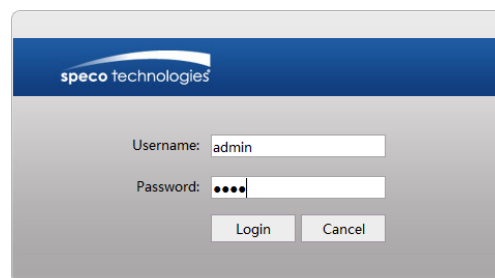 speco technologies
Username: admin
Password: ●●●●
Login Cancel